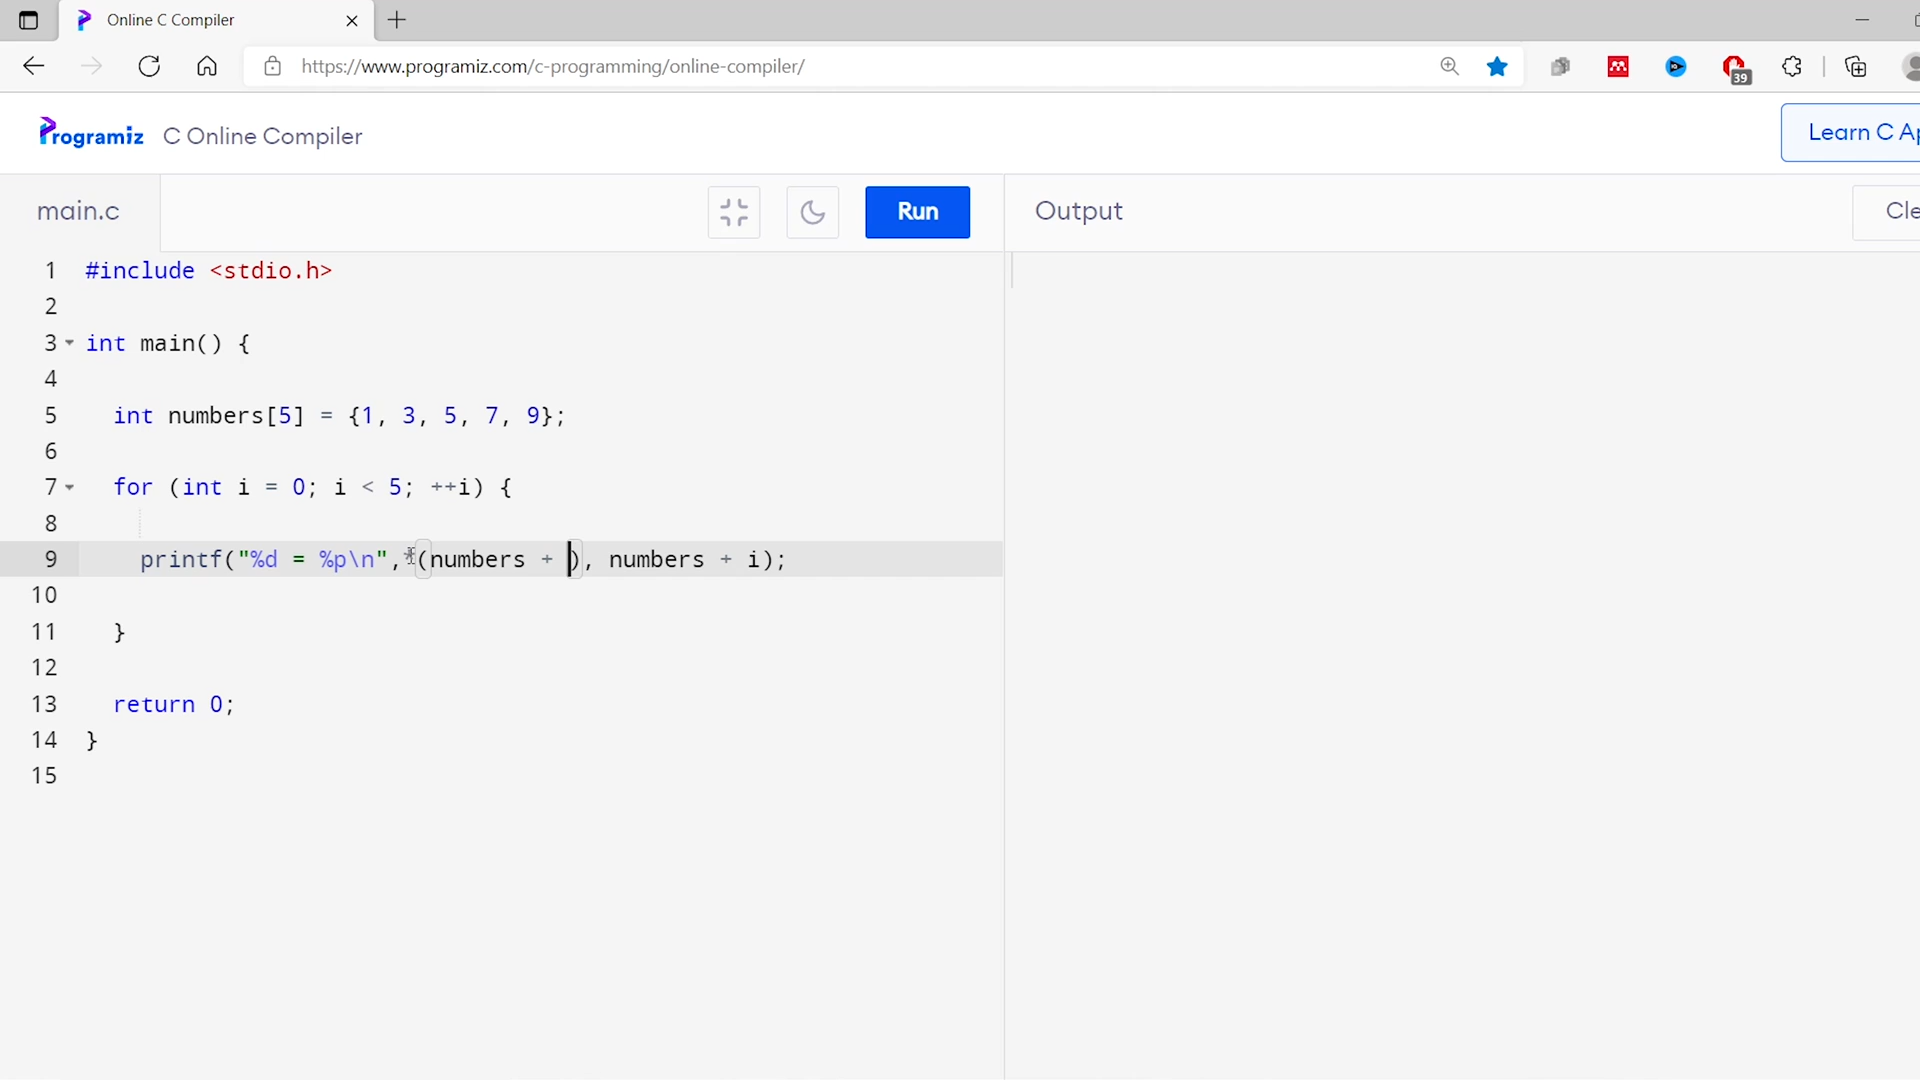 Online C Compiler
https://www.programiz.com/c-programming/online-compiler/
39
Programiz C Online Compiler
Learn C Ap
main.c
Run
Output
Cle
1 #include <stdio.h>
2
3 int main() {
4
5 int numbers[5] = {1, 3, 5, 7, 9};
6
7 for (int i = 0; i < 5; ++i) {
8
9 printf("%d = %p\n",*(numbers + ), numbers + i);
10
11 }
12
13 return 0;
14 }
15